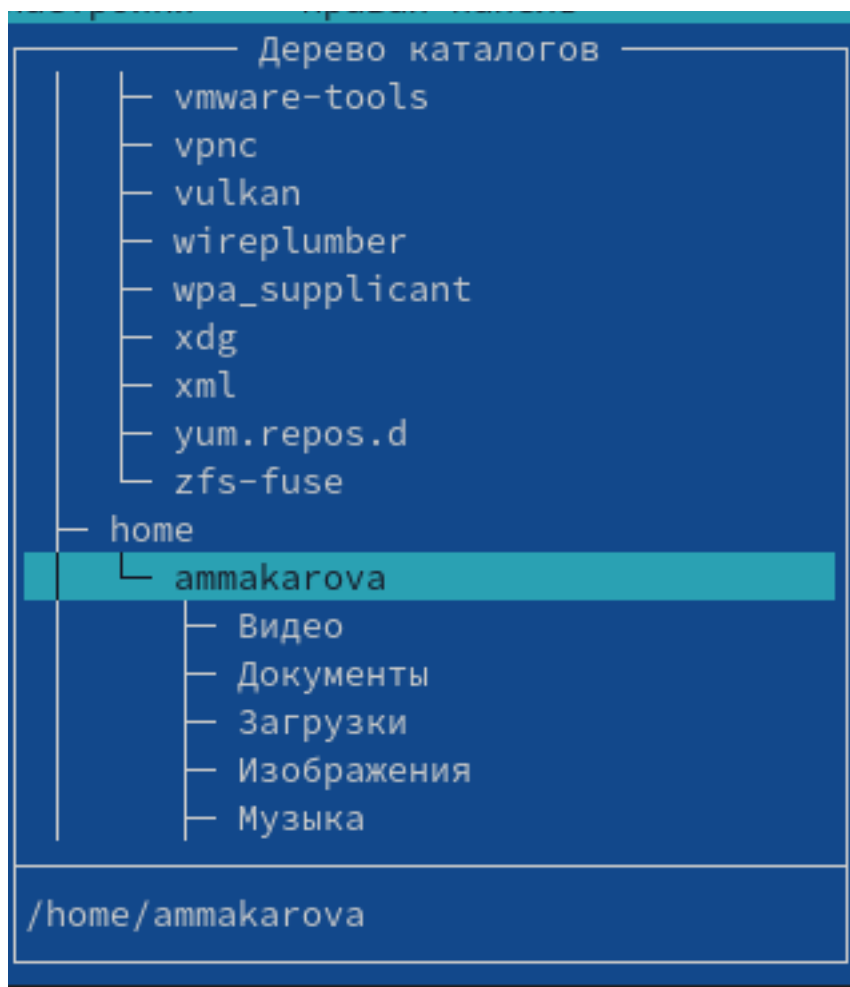 Дерево каталогов
vmware-tools
vpnc
vulkan
wireplumber
wpa_supplicant
xdg
xml
yum.repos.d
zfs-fuse
home
ammakarova
Видео
Документы
Загрузки
Изображения
Музыка
/home/ammakarova